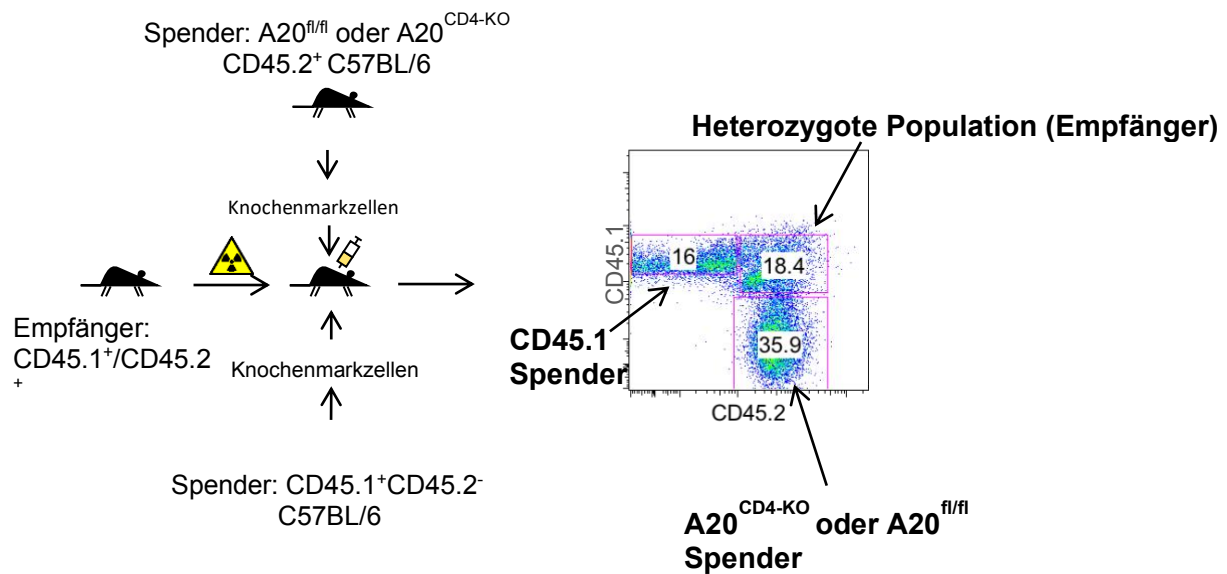 Spender: A20fl/fl oder A20CD4-KO
CD45.2+ C57BL/6
Knochenmarkzellen
Empfänger:
CD45.1+/CD45.2
+
Knochenmarkzellen
Spender: CD45.1+CD45.2-
C57BL/6
Heterozygote Population (Empfänger)
CD45.1
16
18.4
35.9
CD45.2
CD45.1
Spender
A20CD4-KO oder A20fl/fl
Spender